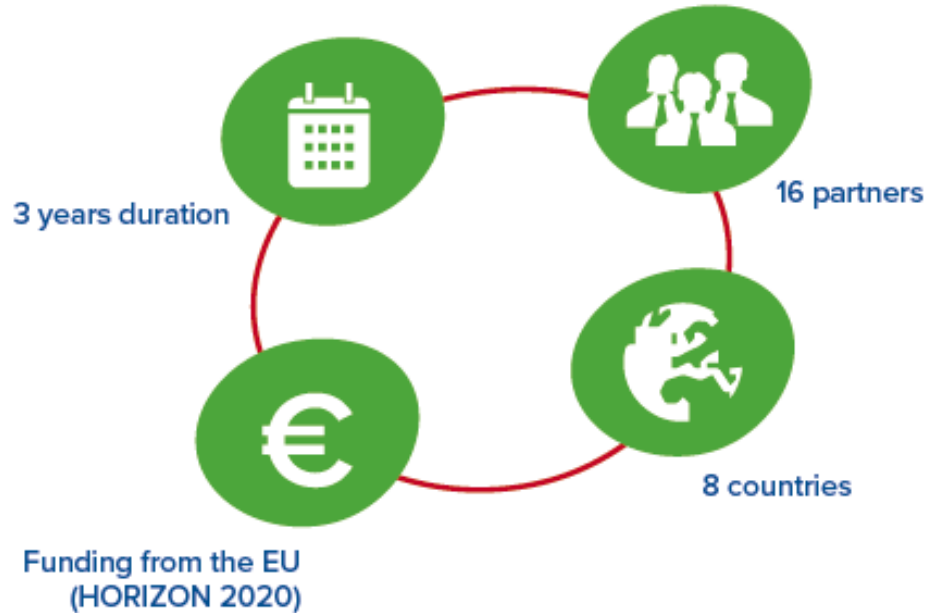 3 years duration
16 partners
8 countries
Funding from the EU
(HORIZON 2020)